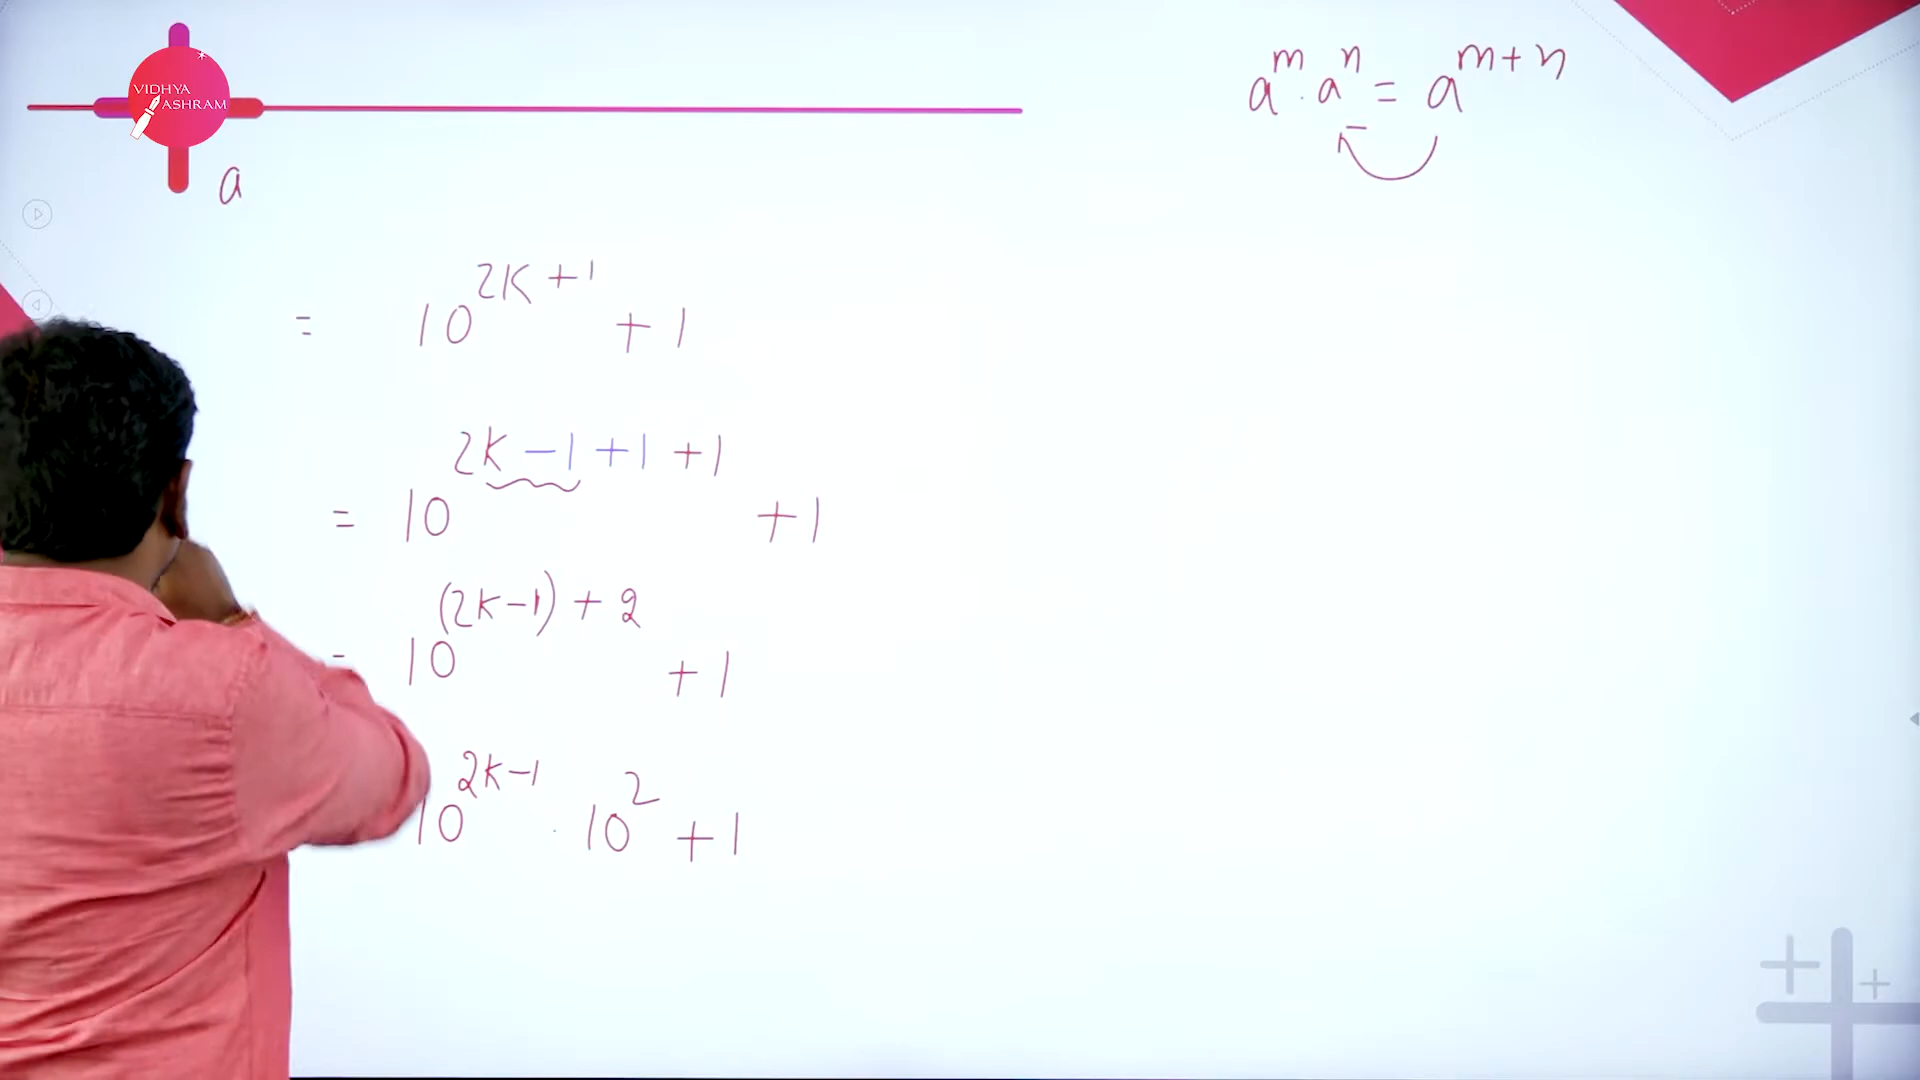 VIDHYA
ASHRAM
a^m . a^n = a^{m+n}
a
= 10^{2K+1} + 1
= 10^{2K-1+1+1} + 1
= 10^{(2K-1)+2} + 1
10^{2K-1} . 10^2 + 1